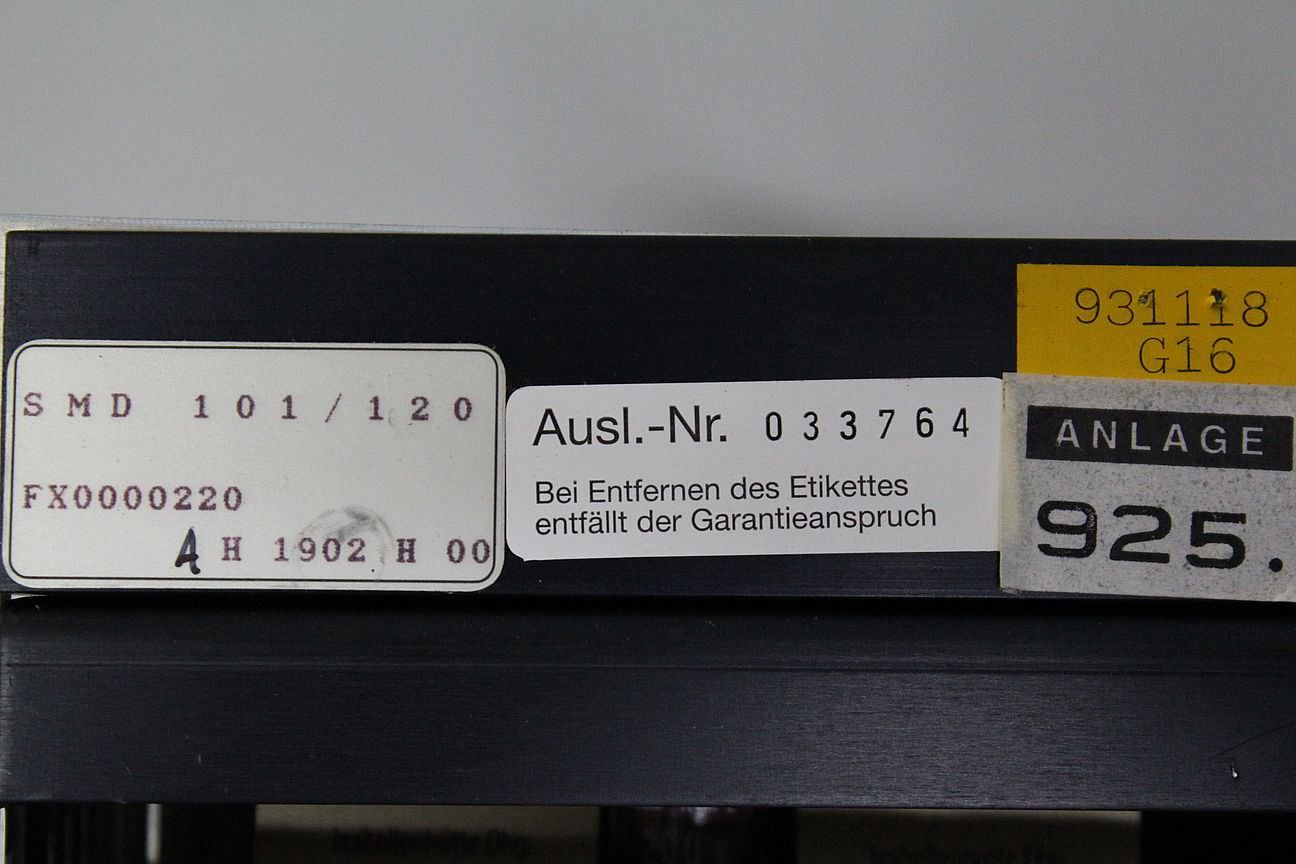 SMD 101/120
FX0000220
A H 1902 H 00
Ausl.-Nr. 033764
Bei Entfernen des Etikettes
entfällt der Garantieanspruch
931118
G16
ANLAGE
925.